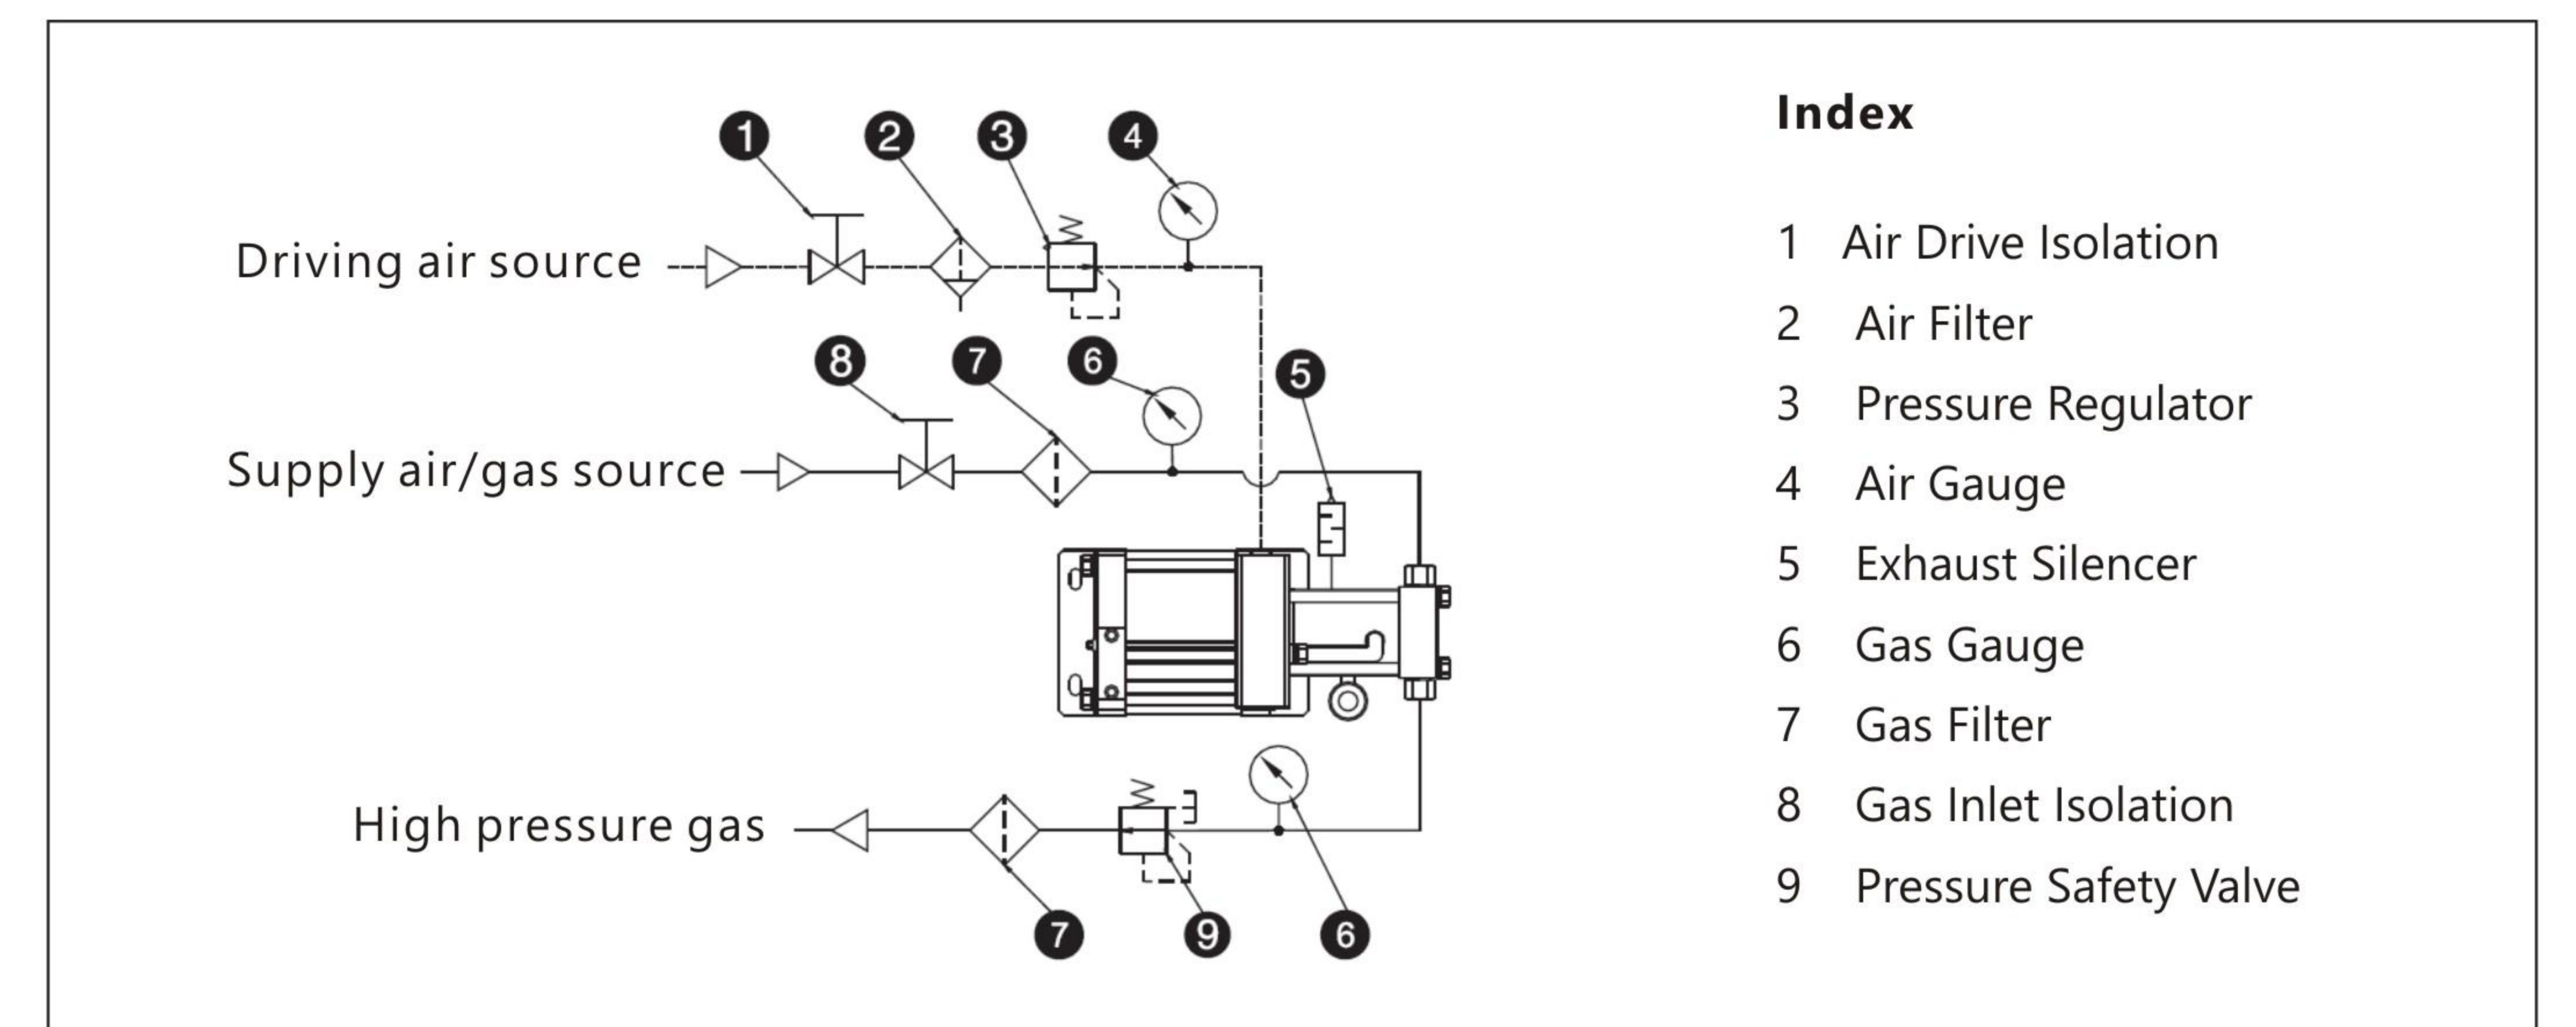 1 2 3 4
Driving air source
8 7 6 5
Supply air/gas source
High pressure gas
7 9 6
Index
1 Air Drive Isolation
2 Air Filter
3 Pressure Regulator
4 Air Gauge
5 Exhaust Silencer
6 Gas Gauge
7 Gas Filter
8 Gas Inlet Isolation
9 Pressure Safety Valve